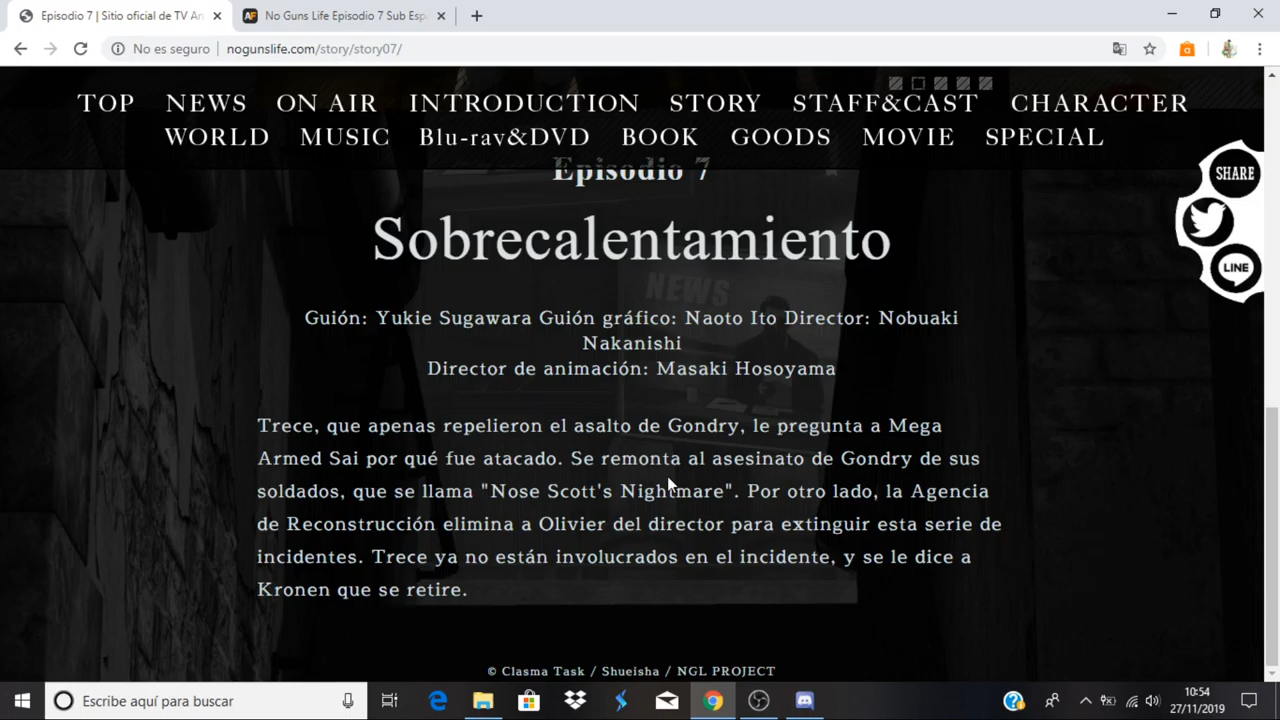 Episodio 7 | Sitio oficial de TV An
No Guns Life Episodio 7 Sub Espa
No es seguro
nogunslife.com/story/story07/
TOP NEWS ON AIR INTRODUCTION STORY STAFF&CAST CHARACTER
WORLD MUSIC Blu-ray&DVD BOOK GOODS MOVIE SPECIAL
SHARE
LINE
Episodio 7
Sobrecalentamiento
NEWS
Guión: Yukie Sugawara Guión gráfico: Naoto Ito Director: Nobuaki
Nakanishi
Director de animación: Masaki Hosoyama
Trece, que apenas repelieron el asalto de Gondry, le pregunta a Mega
Armed Sai por qué fue atacado. Se remonta al asesinato de Gondry de sus
soldados, que se llama "Nose Scott's Nightmare". Por otro lado, la Agencia
de Reconstrucción elimina a Olivier del director para extinguir esta serie de
incidentes. Trece ya no están involucrados en el incidente, y se le dice a
Kronen que se retire.
© Clasma Task / Shueisha / NGL PROJECT
Escribe aquí para buscar
10:54
27/11/2019